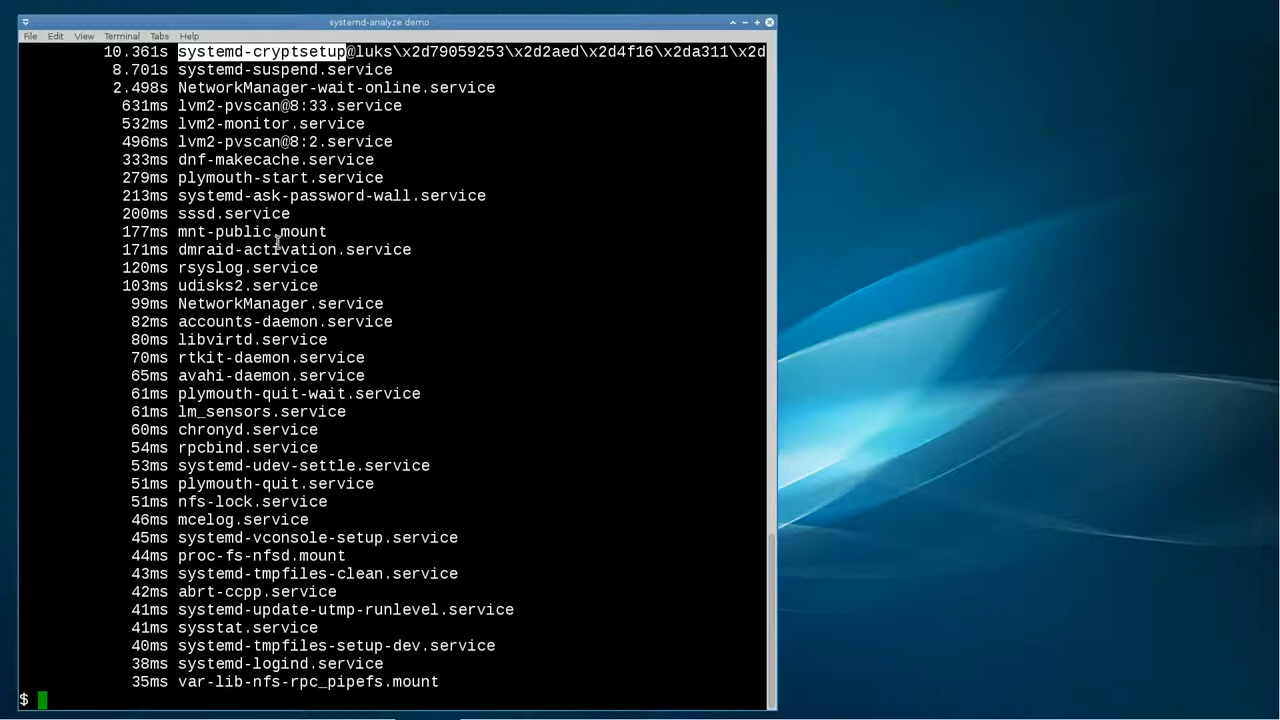 systemd-analyze demo
File Edit View Terminal Tabs Help
10.361s systemd-cryptsetup@luks\x2d79059253\x2d2aed\x2d4f16\x2da311\x2d
8.701s systemd-suspend.service
2.498s NetworkManager-wait-online.service
631ms lvm2-pvscan@8:33.service
532ms lvm2-monitor.service
496ms lvm2-pvscan@8:2.service
333ms dnf-makecache.service
279ms plymouth-start.service
213ms systemd-ask-password-wall.service
200ms sssd.service
177ms mnt-public.mount
171ms dmraid-activation.service
120ms rsyslog.service
103ms udisks2.service
99ms NetworkManager.service
82ms accounts-daemon.service
80ms libvirtd.service
70ms rtkit-daemon.service
65ms avahi-daemon.service
61ms plymouth-quit-wait.service
61ms lm_sensors.service
60ms chronyd.service
54ms rpcbind.service
53ms systemd-udev-settle.service
51ms plymouth-quit.service
51ms nfs-lock.service
46ms mcelog.service
45ms systemd-vconsole-setup.service
44ms proc-fs-nfsd.mount
43ms systemd-tmpfiles-clean.service
42ms abrt-ccpp.service
41ms systemd-update-utmp-runlevel.service
41ms sysstat.service
40ms systemd-tmpfiles-setup-dev.service
38ms systemd-logind.service
35ms var-lib-nfs-rpc_pipefs.mount
$